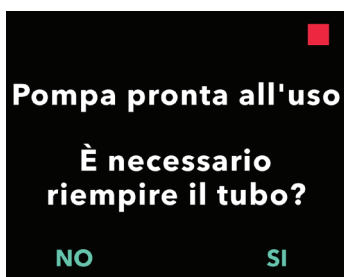 Pompa pronta all'uso
È necessario
riempire il tubo?
NO SI